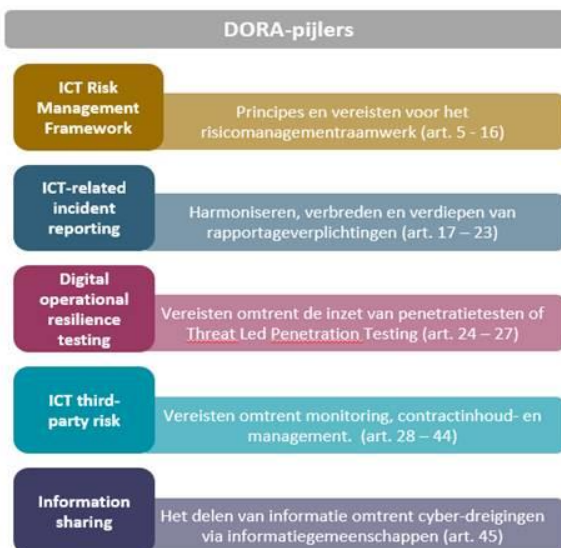 DORA-pijlers
ICT Risk
Management
Framework
Principes en vereisten voor het
risicomanagementraamwerk (art. 5 - 16)
ICT-related
incident
reporting
Harmoniseren, verbreden en verdiepen van
rapportageverplichtingen (art. 17 – 23)
Digital
operational
resilience
testing
Vereisten omtrent de inzet van penetratietesten of
Threat Led Penetration Testing (art. 24 – 27)
ICT third-
party risk
Vereisten omtrent monitoring, contractinhoud- en
management. (art. 28 – 44)
Information
sharing
Het delen van informatie omtrent cyber-dreigingen
via informatiegemeenschappen (art. 45)